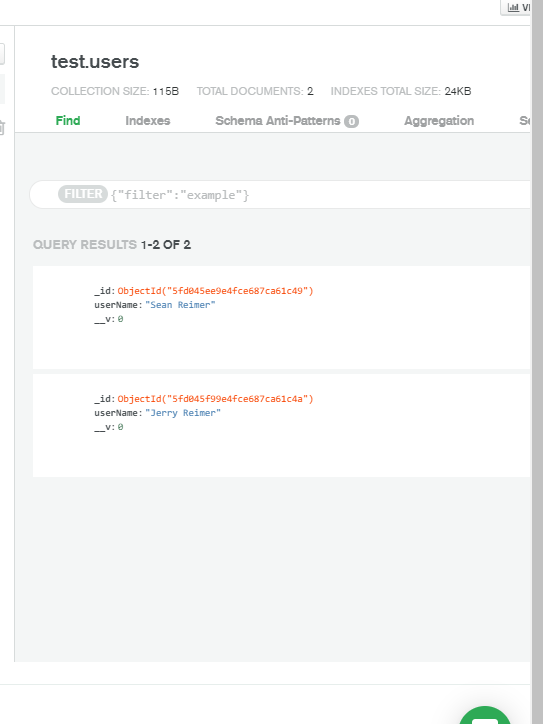 VI
test.users
COLLECTION SIZE: 115B TOTAL DOCUMENTS: 2 INDEXES TOTAL SIZE: 24KB
Find Indexes Schema Anti-Patterns 0 Aggregation Se
FILTER {"filter":"example"}
QUERY RESULTS 1-2 OF 2
_id: ObjectId("5fd045ee9e4fce687ca61c49")
userName: "Sean Reimer"
__v: 0
_id: ObjectId("5fd045f99e4fce687ca61c4a")
userName: "Jerry Reimer"
__v: 0